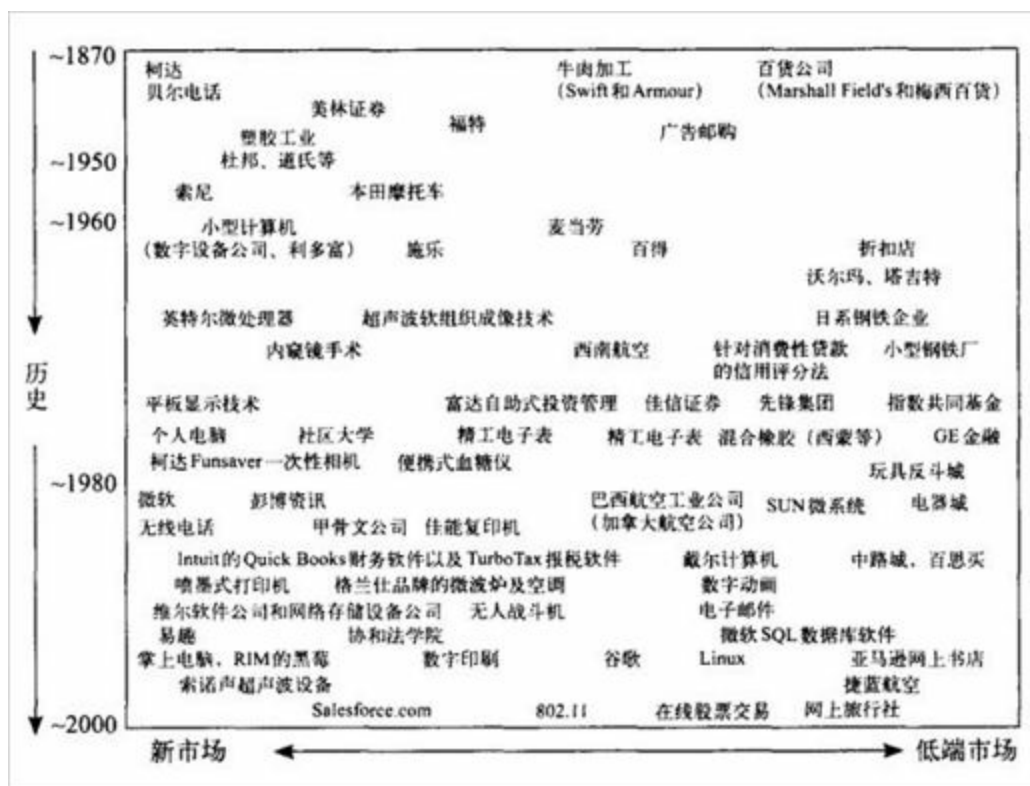 ~1870
柯达 牛肉加工 百货公司
贝尔电话 (Swift和Armour) (Marshall Field's和梅西百货)
美林证券
福特
塑胶工业 广告邮购
~1950 杜邦、道氏等
索尼 本田摩托车
~1960
小型计算机 麦当劳
(数字设备公司、利多富) 施乐 百得 折扣店
沃尔玛、塔吉特
英特尔微处理器 超声波软组织成像技术 日系钢铁企业
内窥镜手术 西南航空 针对消费性贷款 小型钢铁厂
的信用评分法
历史
平板显示技术 富达自助式投资管理 佳信证券 先锋集团 指数共同基金
个人电脑 社区大学 精工电子表 精工电子表 混合橡胶(西蒙等) GE金融
柯达Funsaver一次性相机 便携式血糖仪
玩具反斗城
~1980
微软 彭博资讯 巴西航空工业公司 SUN微系统 电器城
无线电话 甲骨文公司 佳能复印机 (加拿大航空公司)
Intuit的Quick Books财务软件以及TurboTax报税软件 戴尔计算机 中路城,百思买
喷墨式打印机 格兰仕品牌的微波炉及空调 数字动画
维尔软件公司和网络存储设备公司 无人战斗机 电子邮件
易趣 协和法学院 微软SQL数据库软件
掌上电脑,RIM的黑莓 数字印刷 谷歌 Linux 亚马逊网上书店
索诺声超声波设备 捷蓝航空
Salesforce.com 802.11 在线股票交易 网上旅行社
~2000
新市场 低端市场